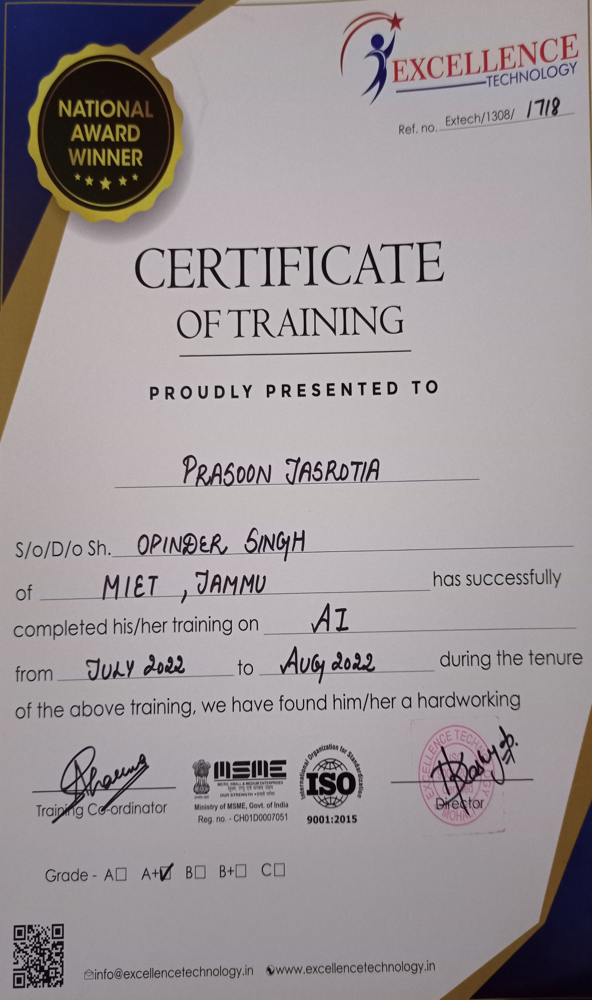 EXCELLENCE
TECHNOLOGY
Ref. no. Extech/1308/ 1718
NATIONAL
AWARD
WINNER
CERTIFICATE
OF TRAINING
PROUDLY PRESENTED TO
PRASOON JASROTIA
S/o/D/o Sh. OPINDER SINGH
of MIET , JAMMU has successfully
completed his/her training on AI
from JULY 2022 to AUG 2022 during the tenure
of the above training, we have found him/her a hardworking
Training Co-ordinator
MSME
MICRO, SMALL & MEDIUM ENTERPRISES
सूक्ष्म, लघु एवं मध्यम उद्यम
OUR STRENGTH • हमारी शक्ति
Ministry of MSME, Govt. of India
Reg. no. - CH01D0007051
International Organization for Standardization
ISO
9001:2015
EXCELLENCE TECHNOLOGY
ISO
Certified
MOHALI
Director
Grade - A A+ B B+ C
info@excellencetechnology.in www.excellencetechnology.in